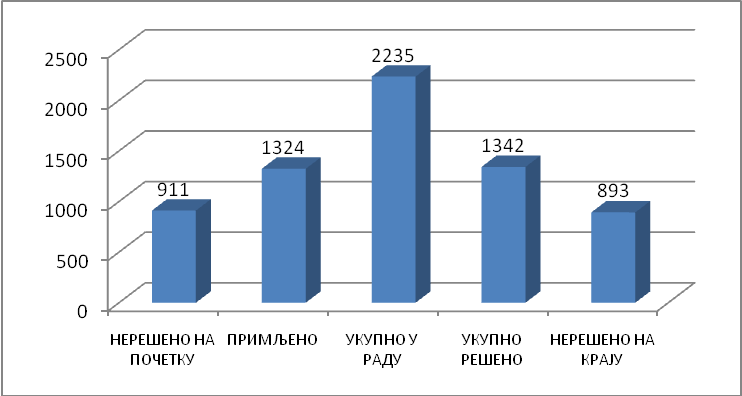 2500
2000
1500
1000
500
0
911
1324
2235
1342
893
НЕРЕШЕНО НА
ПОЧЕТКУ
ПРИМЉЕНО
УКУПНО У
РАДУ
УКУПНО
РЕШЕНО
НЕРЕШЕНО НА
КРАЈУ